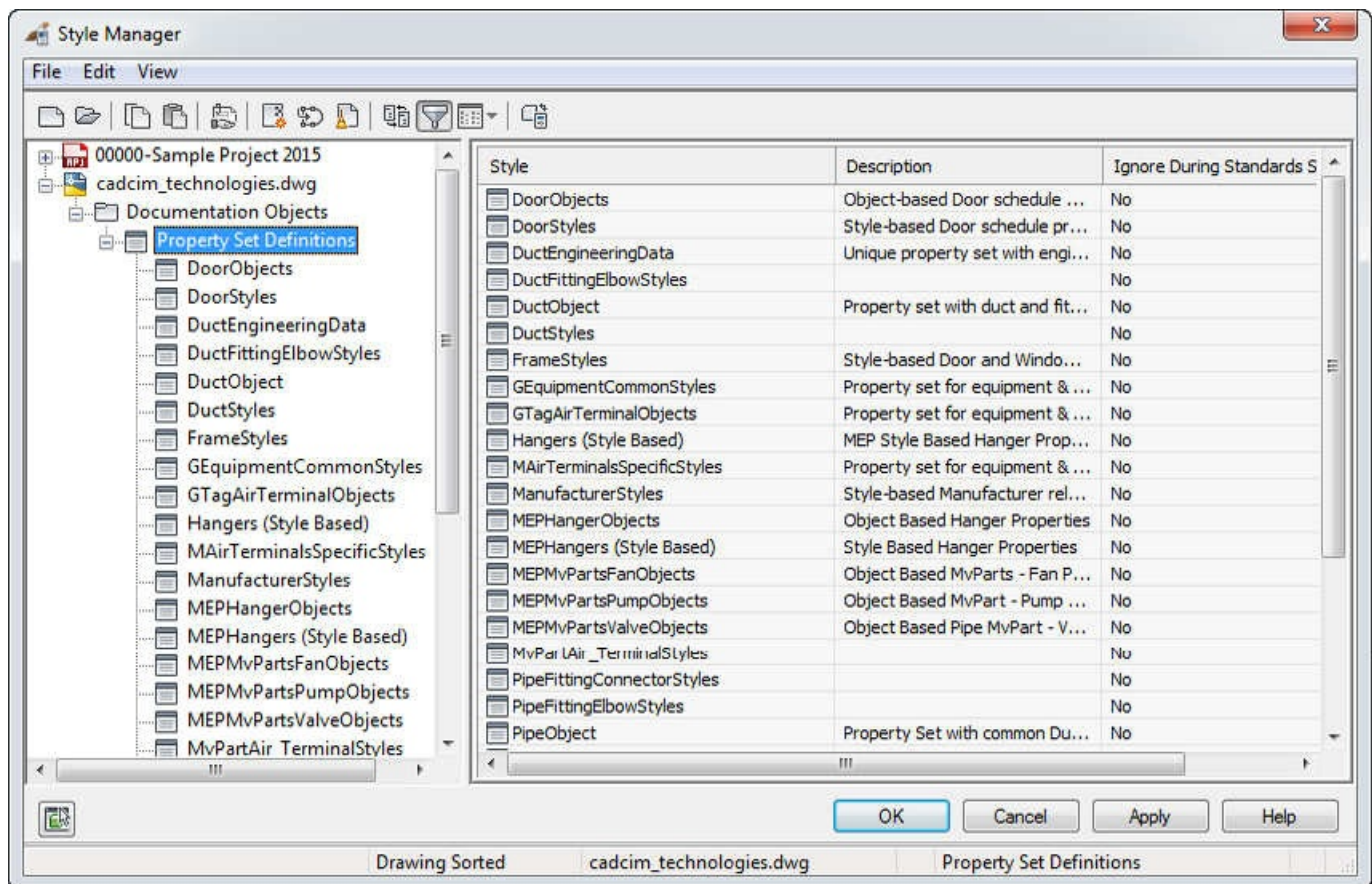 Style Manager
File Edit View
00000-Sample Project 2015
cadcim_technologies.dwg
Documentation Objects
Property Set Definitions
DoorObjects
DoorStyles
DuctEngineeringData
DuctFittingElbowStyles
DuctObject
DuctStyles
FrameStyles
GEquipmentCommonStyles
GTagAirTerminalObjects
Hangers (Style Based)
MAirTerminalsSpecificStyles
ManufacturerStyles
MEPHangerObjects
MEPHangers (Style Based)
MEPMvPartsFanObjects
MEPMvPartsPumpObjects
MEPMvPartsValveObjects
MvPartAir_TerminalStyles
Style Description Ignore During Standards S
DoorObjects Object-based Door schedule ... No
DoorStyles Style-based Door schedule pr... No
DuctEngineeringData Unique property set with engi... No
DuctFittingElbowStyles No
DuctObject Property set with duct and fit... No
DuctStyles No
FrameStyles Style-based Door and Windo... No
GEquipmentCommonStyles Property set for equipment & ... No
GTagAirTerminalObjects Property set for equipment & ... No
Hangers (Style Based) MEP Style Based Hanger Prop... No
MAirTerminalsSpecificStyles Property set for equipment & ... No
ManufacturerStyles Style-based Manufacturer rel... No
MEPHangerObjects Object Based Hanger Properties No
MEPHangers (Style Based) Style Based Hanger Properties No
MEPMvPartsFanObjects Object Based MvParts - Fan P... No
MEPMvPartsPumpObjects Object Based MvPart - Pump ... No
MEPMvPartsValveObjects Object Based Pipe MvPart - V... No
MvPartAir_TerminalStyles No
PipeFittingConnectorStyles No
PipeFittingElbowStyles No
PipeObject Property Set with common Du... No
OK Cancel Apply Help
Drawing Sorted cadcim_technologies.dwg Property Set Definitions